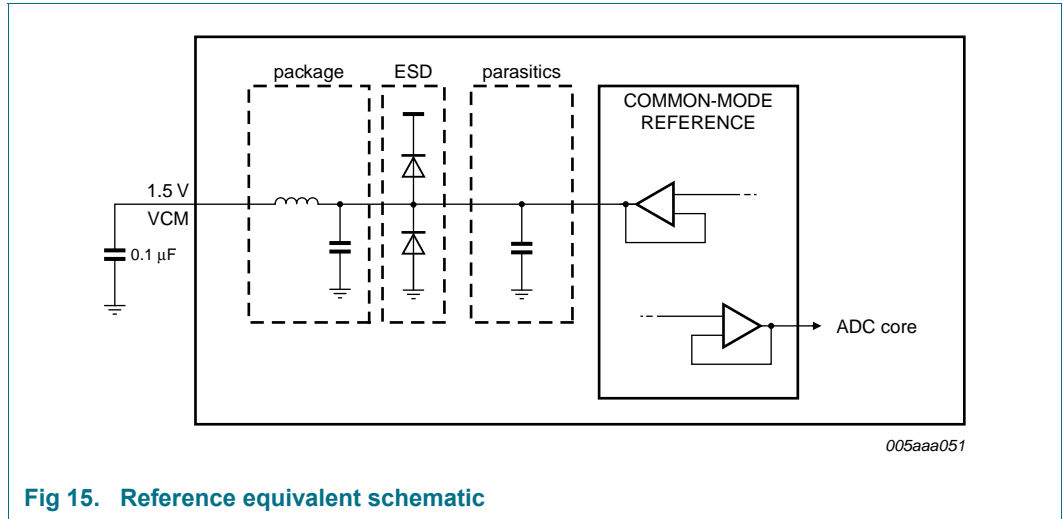 package
ESD
parasitics
COMMON-MODE
REFERENCE
1.5 V
VCM
0.1 μF
ADC core
005aaa051
Fig 15. Reference equivalent schematic